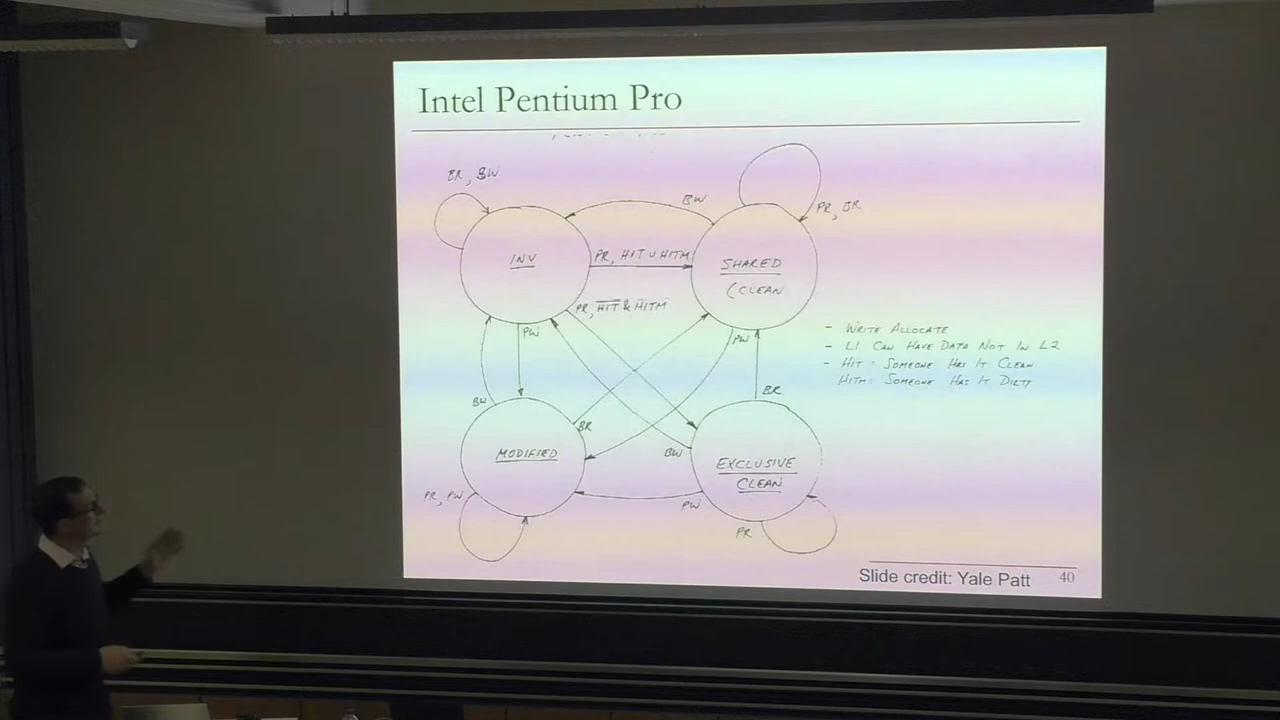 Intel Pentium Pro
BR, BW
BW
PR, BR
INV
PR, HIT ∪ HITM
SHARED
(CLEAN
PR, H̅I̅T̅ & H̅I̅T̅M̅
PW
PW
- WRITE ALLOCATE
- L1 CAN HAVE DATA NOT IN L2
- HIT: SOMEONE HAS IT CLEAN
HITM: SOMEONE HAS IT DIRTY
BR
BW
BR
MODIFIED
BW
EXCLUSIVE
CLEAN
PR, PW
PW
PR
Slide credit: Yale Patt
40